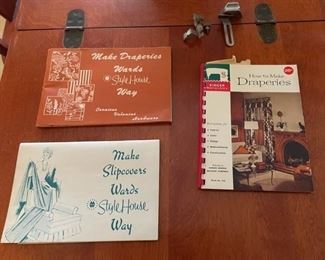 Make Draperies
Wards
Style House
Way
Cornices
Valances
Hardware
Make
Slipcovers
Wards
Style House
Way
SINGER
How to Make
Draperies